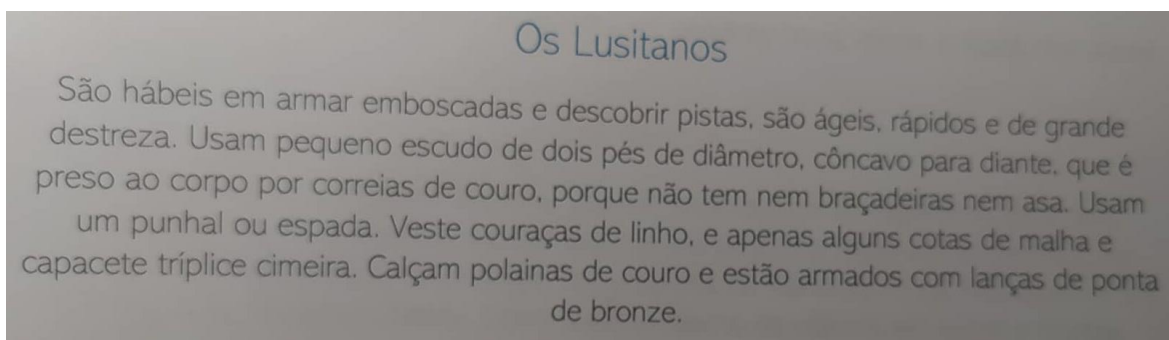 Os Lusitanos
São hábeis em armar emboscadas e descobrir pistas, são ágeis, rápidos e de grande
destreza. Usam pequeno escudo de dois pés de diâmetro, côncavo para diante, que é
preso ao corpo por correias de couro, porque não tem nem braçadeiras nem asa. Usam
um punhal ou espada. Veste couraças de linho, e apenas alguns cotas de malha e
capacete tríplice cimeira. Calçam polainas de couro e estão armados com lanças de ponta
de bronze.